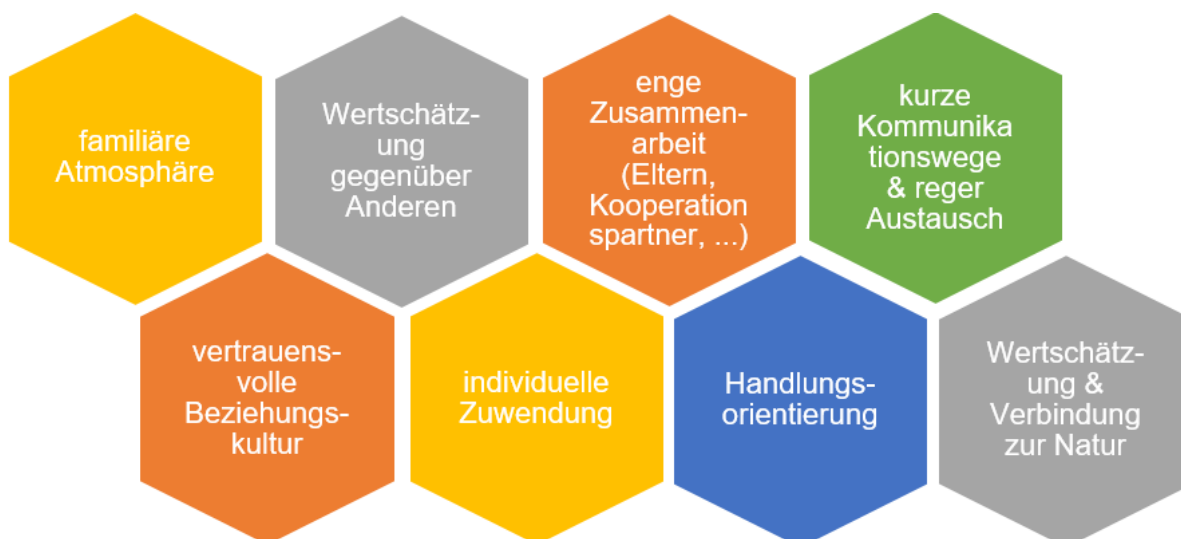 familiäre
Atmosphäre
Wertschätz-
ung
gegenüber
Anderen
enge
Zusammen-
arbeit
(Eltern,
Kooperation
spartner, ...)
kurze
Kommunika
tionswege
& reger
Austausch
vertrauens-
volle
Beziehungs-
kultur
individuelle
Zuwendung
Handlungs-
orientierung
Wertschätz-
ung &
Verbindung
zur Natur